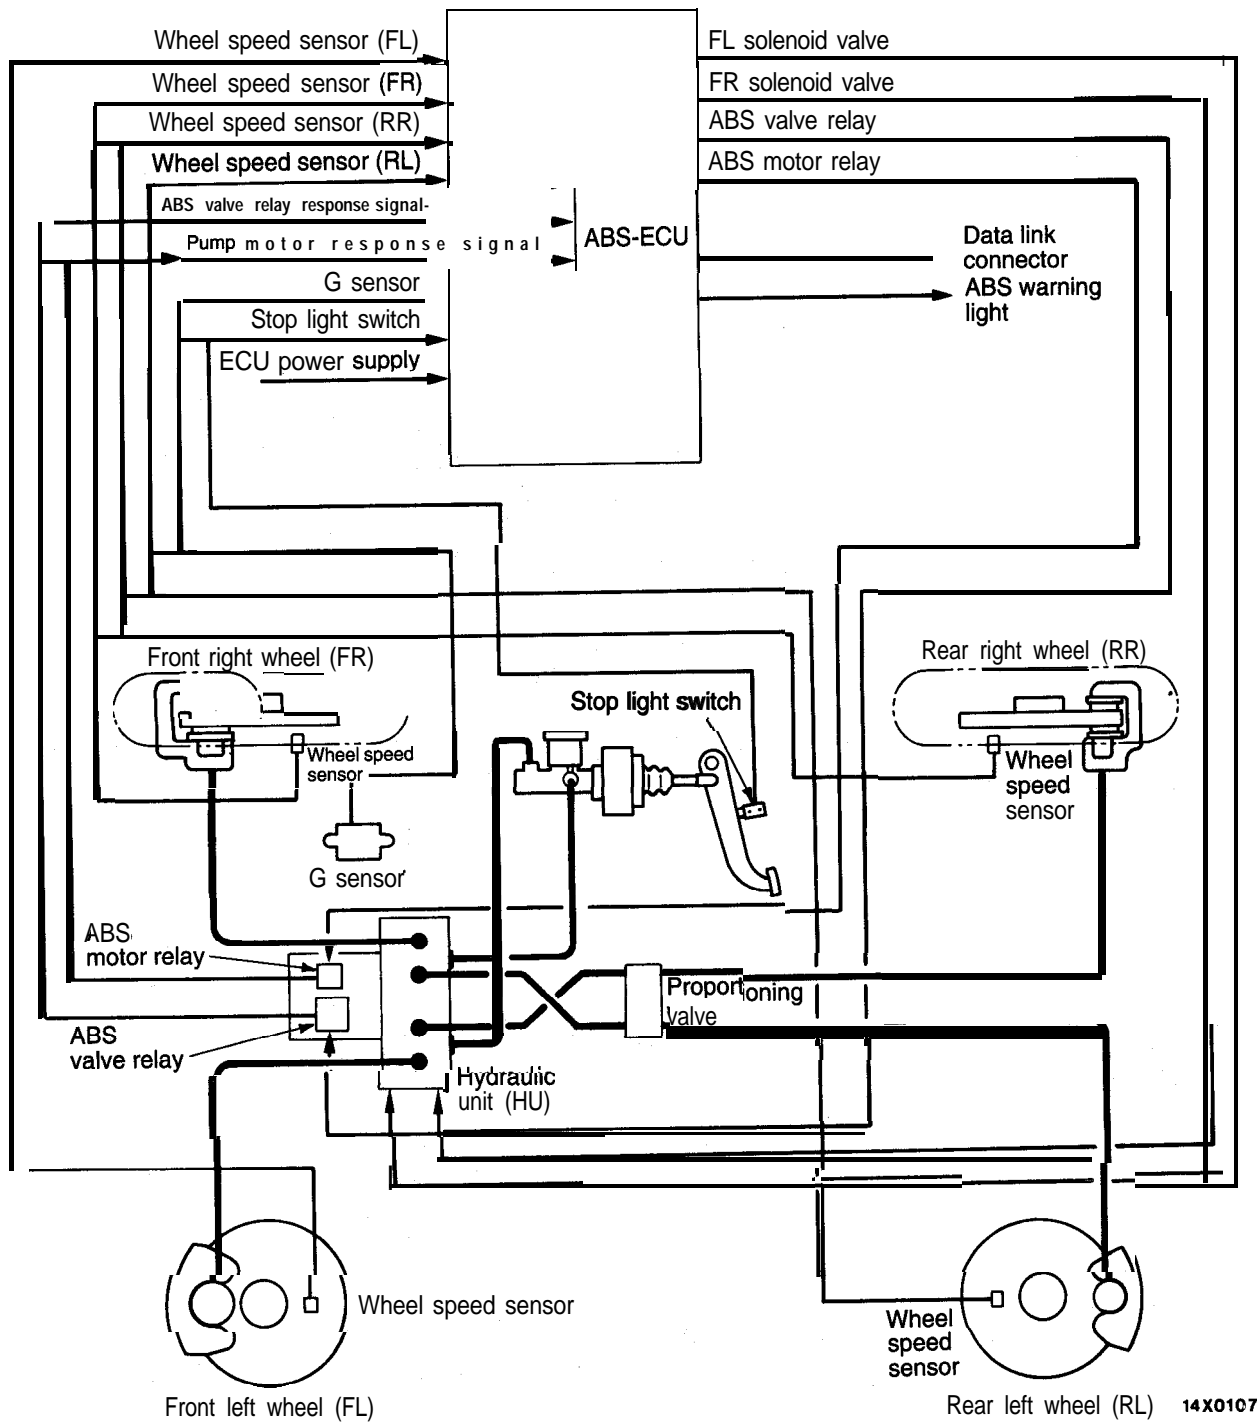 Wheel speed sensor (FL)
Wheel speed sensor (FR)
Wheel speed sensor (RR)
Wheel speed sensor (RL)
ABS valve relay response signal-
Pump motor response signal
G sensor
Stop light switch
ECU power supply
ABS-ECU
FL solenoid valve
FR solenoid valve
ABS valve relay
ABS motor relay
Data link
connector
ABS warning
light
Front right wheel (FR)
Rear right wheel (RR)
Stop light switch
Wheel speed
sensor
Wheel
speed
sensor
G sensor
ABS
motor relay
Proportioning
valve
ABS
valve relay
Hydraulic
unit (HU)
Wheel speed sensor
Wheel
speed
sensor
Front left wheel (FL)
Rear left wheel (RL)
14X0107